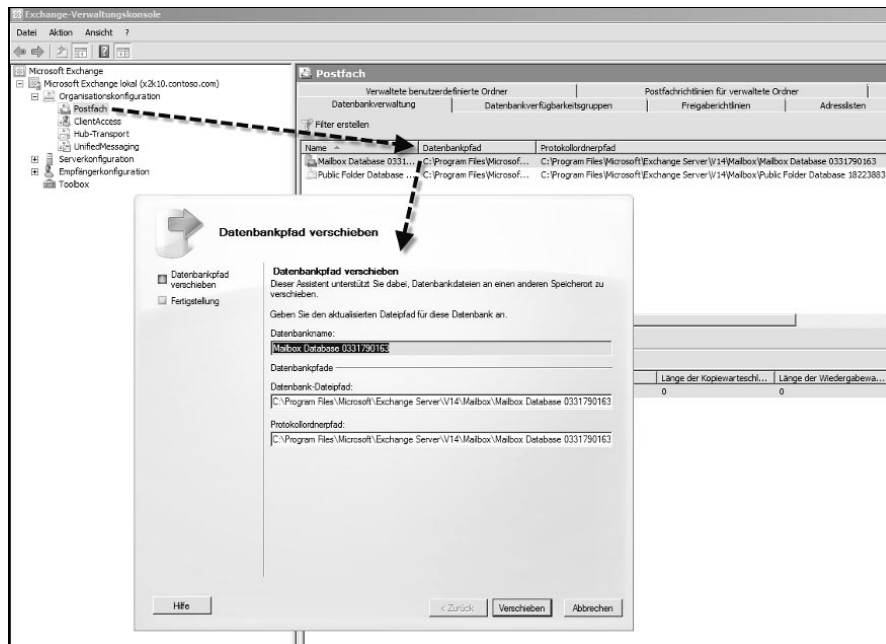 Exchange-Verwaltungskonsole
Datei Aktion Ansicht ?
Microsoft Exchange
Microsoft Exchange lokal (x2k10.contoso.com)
Organisationskonfiguration
Postfach
ClientAccess
Hub-Transport
UnifiedMessaging
Serverkonfiguration
Empfängerkonfiguration
Toolbox
Postfach
Verwaltete benutzerdefinierte Ordner Postfachrichtlinien für verwaltete Ordner
Datenbankverwaltung Datenbankverfügbarkeitsgruppen Freigaberichtlinien Adresslisten
Filter erstellen
Name Datenbankpfad Protokollordnerpfad
Mailbox Database 0331... C:\Program Files\Microsof... C:\Program Files\Microsoft\Exchange Server\V14\Mailbox\Mailbox Database 0331790163
Public Folder Database ... C:\Program Files\Microsof... C:\Program Files\Microsoft\Exchange Server\V14\Mailbox\Public Folder Database 18223883
Datenbankpfad verschieben
Datenbankpfad verschieben
Fertigstellung
Datenbankpfad verschieben
Dieser Assistent unterstützt Sie dabei, Datenbankdateien an einen anderen Speicherort zu
verschieben.
Geben Sie den aktualisierten Dateipfad für diese Datenbank an.
Datenbankname:
Mailbox Database 0331790163
Datenbankpfade
Datenbank-Dateipfad:
C:\Program Files\Microsoft\Exchange Server\V14\Mailbox\Mailbox Database 0331790163
Protokollordnerpfad:
C:\Program Files\Microsoft\Exchange Server\V14\Mailbox\Mailbox Database 0331790163
Länge der Kopiewarteschl... Länge der Wiedergabewa...
0 0
Hilfe < Zurück Verschieben Abbrechen